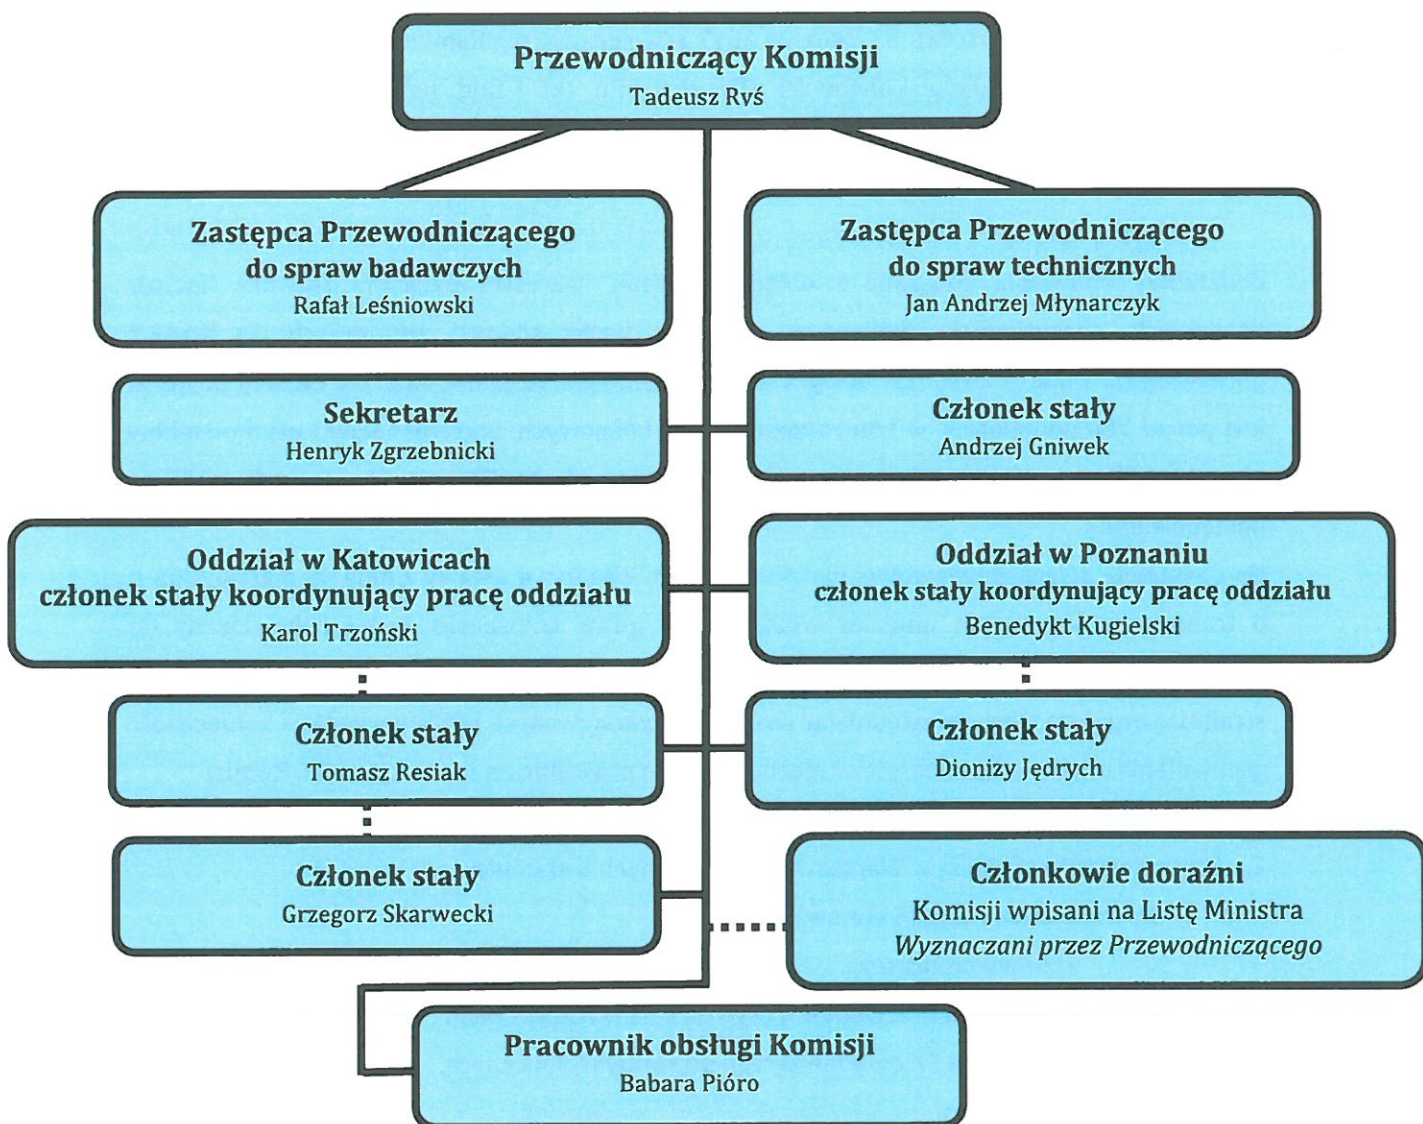 Przewodniczący Komisji
Tadeusz Ryś
Zastępca Przewodniczącego
do spraw badawczych
Rafał Leśniowski
Zastępca Przewodniczącego
do spraw technicznych
Jan Andrzej Młynarczyk
Sekretarz
Henryk Zgrzebnicki
Członek stały
Andrzej Gniwek
Oddział w Katowicach
członek stały koordynujący pracę oddziału
Karol Trzoński
Oddział w Poznaniu
członek stały koordynujący pracę oddziału
Benedykt Kugielski
Członek stały
Tomasz Resiak
Członek stały
Dionizy Jędrych
Członek stały
Grzegorz Skarwecki
Członkowie doraźni
Komisji wpisani na Listę Ministra
Wyznaczani przez Przewodniczącego
Pracownik obsługi Komisji
Babara Pióro